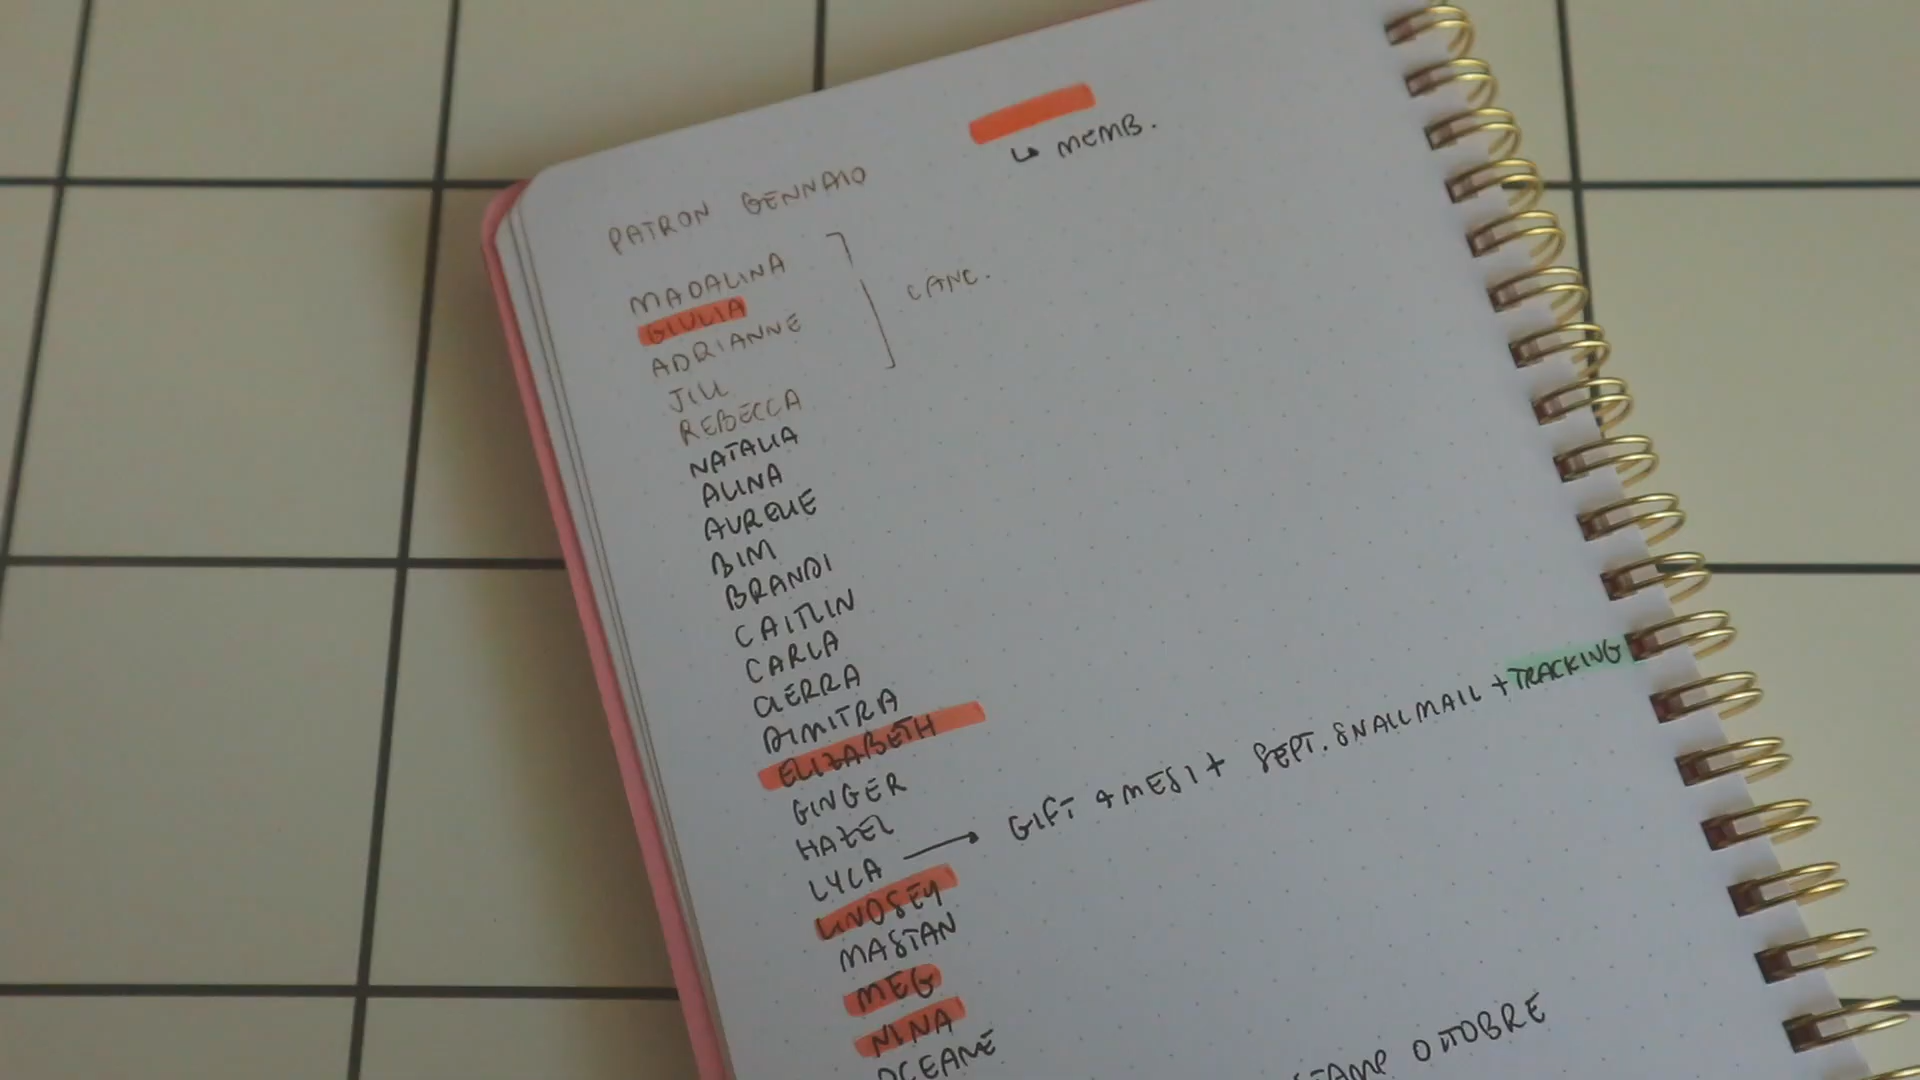 ↳ MEMB.
PATRON GENNAIO
MADALINA
GIULIA
ADRIANNE
CANC.
JILL
REBECCA
NATALIA
ALINA
AURELIE
BIM
BRANDI
CAITLIN
CARLA
CIERRA
DIMITRA
ELIZABETH
GINGER
HAZEL
LYLA → GIFT 4 MESI + SEPT. SNAILMAIL + TRACKING
LINDSEY
MASTAN
MEG
NINA
OCEANE
OTTOBRE